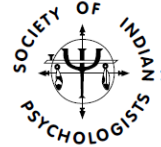 SOCIETY OF INDIAN
PSYCHOLOGISTS